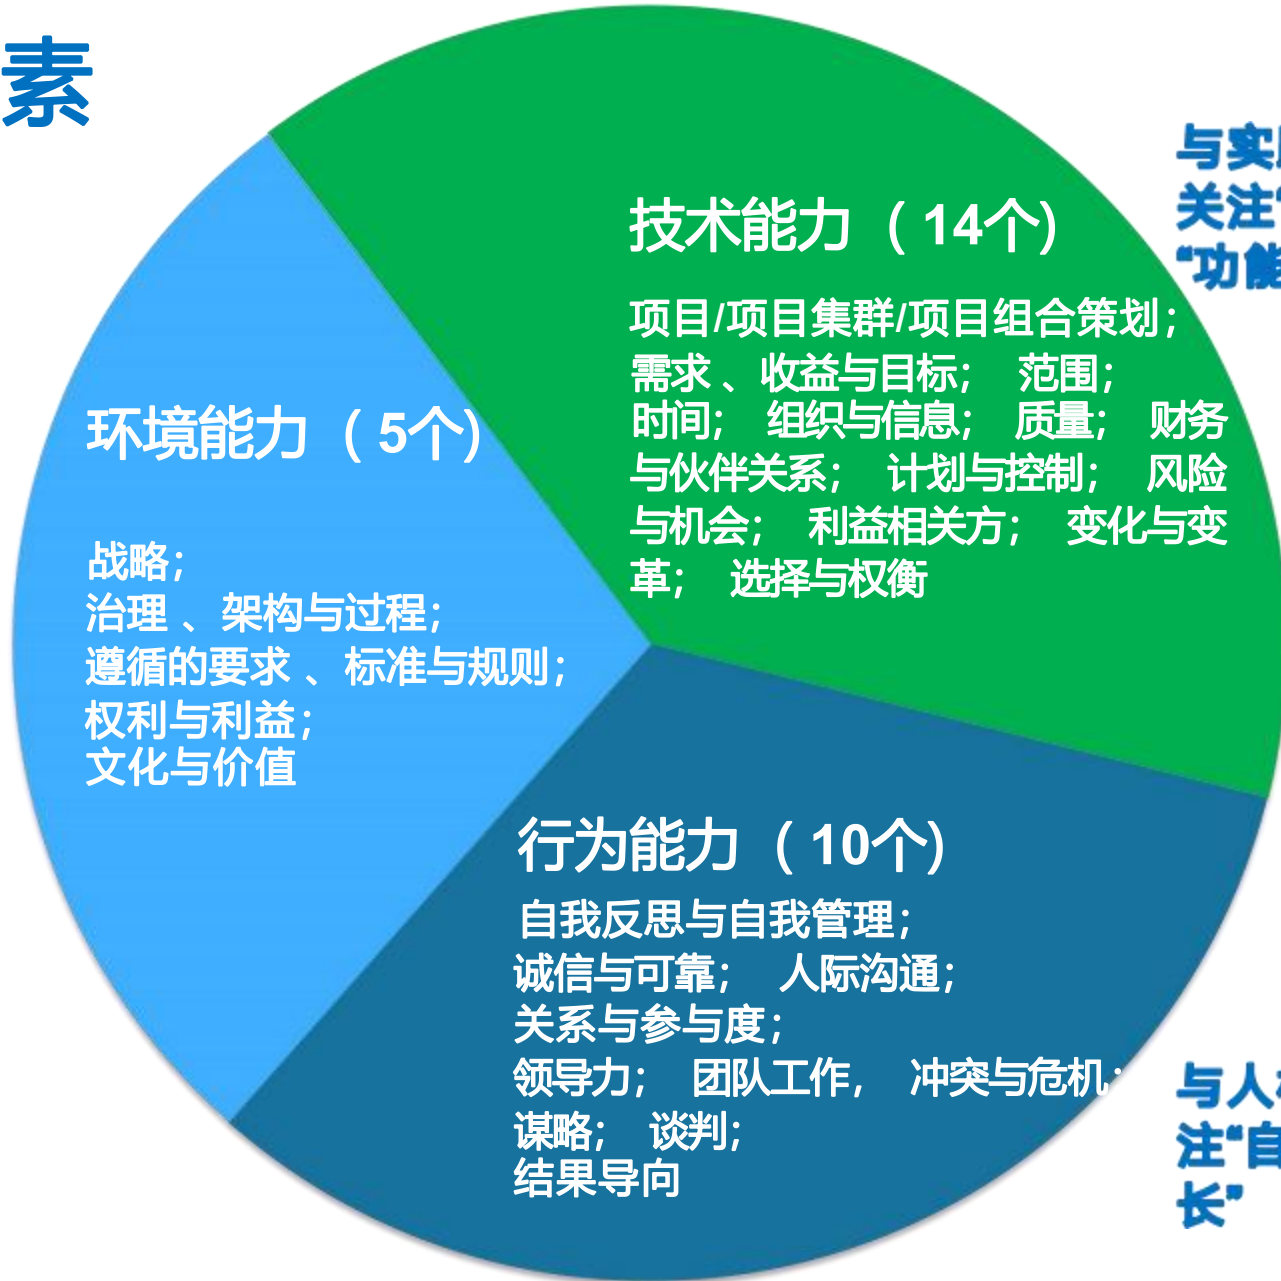 素
技术能力 （14个)
项目/项目集群/项目组合策划；
需求 、收益与目标； 范围；
时间； 组织与信息； 质量； 财务
与伙伴关系； 计划与控制； 风险
与机会； 利益相关方； 变化与变
革； 选择与权衡
与实
关注“
“功能
环境能力 （5个)
战略；
治理 、架构与过程；
遵循的要求 、标准与规则；
权利与利益；
文化与价值
行为能力 （10个)
自我反思与自我管理；
诚信与可靠； 人际沟通；
关系与参与度；
领导力； 团队工作， 冲突与危机；
谋略； 谈判；
结果导向
与人
注“自
长”